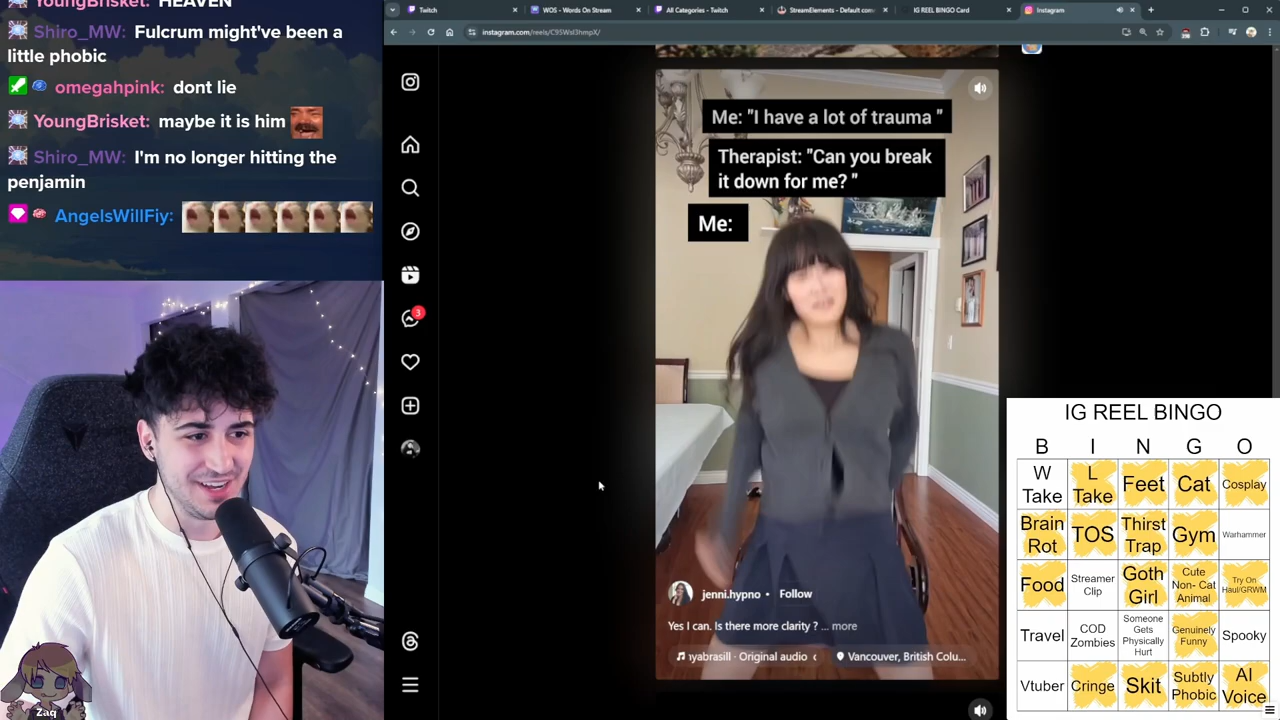 YoungBrisket: HEAVEN
Shiro_MW: Fulcrum might've been a
little phobic
omegahpink: dont lie
YoungBrisket: maybe it is him
Shiro_MW: I'm no longer hitting the
penjamin
AngelsWillFiy:
Zaq
Twitch
WOS - Words On Stream
All Categories - Twitch
StreamElements - Default com
IG REEL BINGO Card
Instagram
instagram.com/reels/C95Wsl3hmpX/
3
Me: "I have a lot of trauma "
Therapist: "Can you break
it down for me? "
Me:
jenni.hypno • Follow
Yes I can. Is there more clarity ? ... more
ıyabrasill · Original audio
Vancouver, British Colu...
IG REEL BINGO
B I N G O
W Take
L Take
Feet
Cat
Cosplay
Brain Rot
TOS
Thirst Trap
Gym
Warhammer
Food
Streamer Clip
Goth Girl
Cute Non- Cat Animal
Try On Haul/GRWM
Travel
COD Zombies
Someone Gets Physically Hurt
Genuinely Funny
Spooky
Vtuber
Cringe
Skit
Subtly Phobic
AI Voice